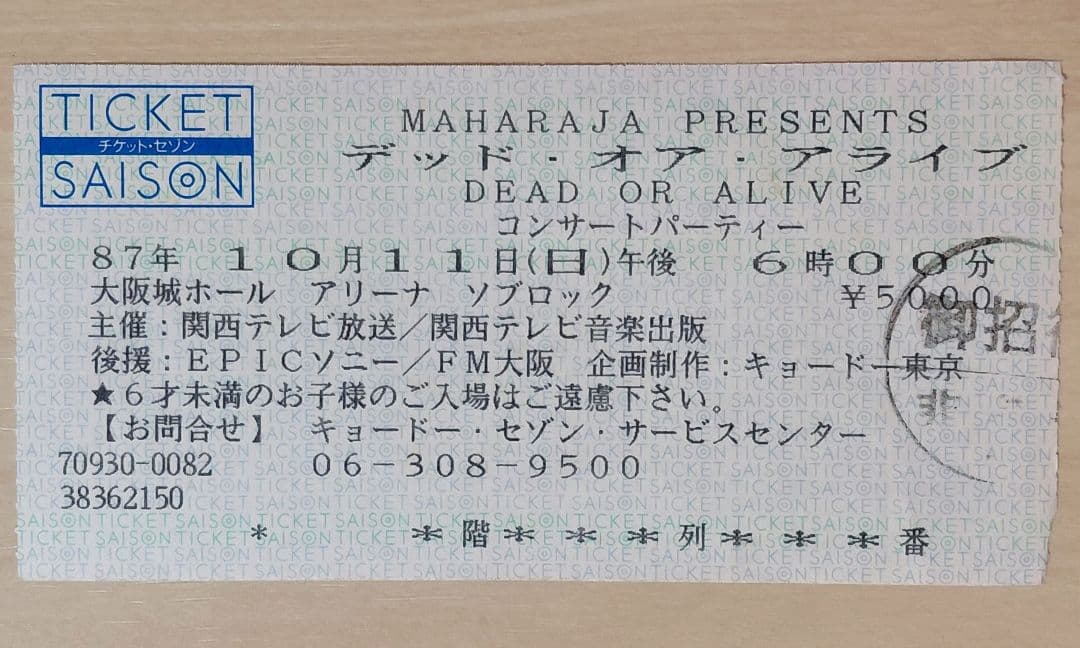 TICKET
チケット・セゾン
SAISON
MAHARAJA PRESENTS
デッド・オア・アライブ
DEAD OR ALIVE
コンサートパーティー
87年 10月11日(日)午後 6時00分
大阪城ホール アリーナ ソブロック
￥5000
主催:関西テレビ放送/関西テレビ音楽出版
後援:EPICソニー/FM大阪 企画制作:キョードー東京
★6才未満のお子様のご入場はご遠慮下さい。
【お問合せ】 キョードー・セゾン・サービスセンター
70930-0082 06-308-9500
38362150
* *階* * *列* * *番
御招
非